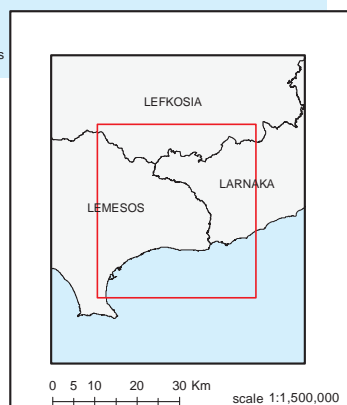 s
LEFKOSIA
LARNAKA
LEMESOS
0 5 10 20 30 Km
scale 1:1,500,000